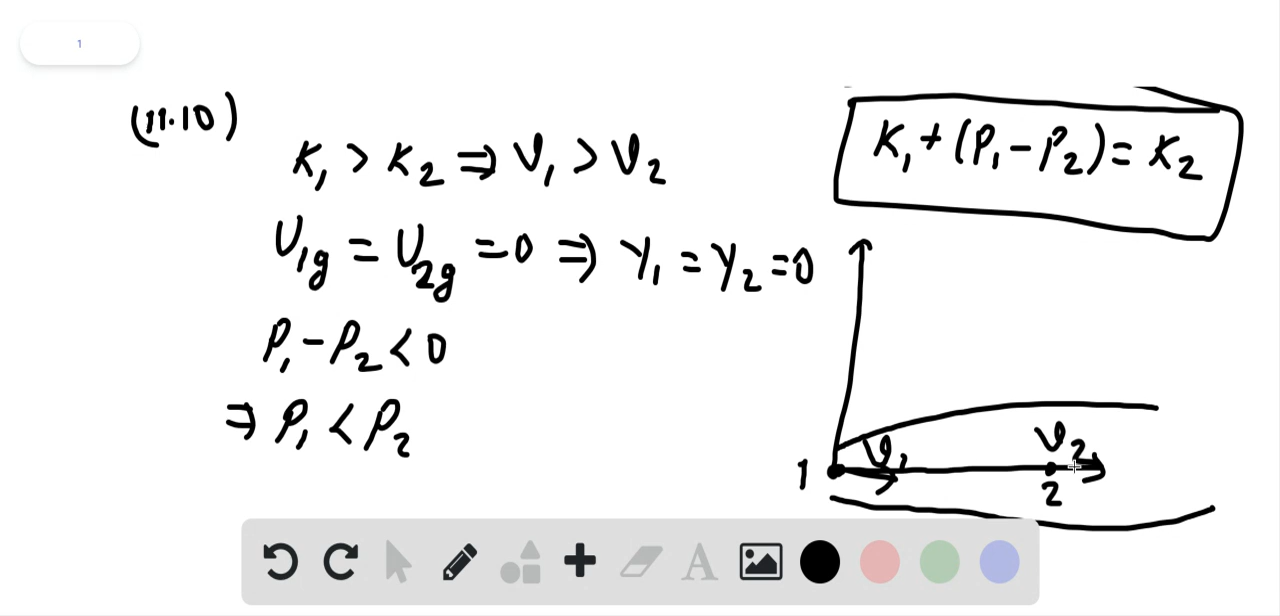 1
(11.10)
K₁ > K₂ ⇒ v₁ > v₂
U₁g = U₂g = 0 ⇒ Y₁ = Y₂ = 0
P₁ - P₂ < 0
⇒ P₁ < P₂
K₁ + (P₁ - P₂) = K₂
v₁
v₂
1
2
A